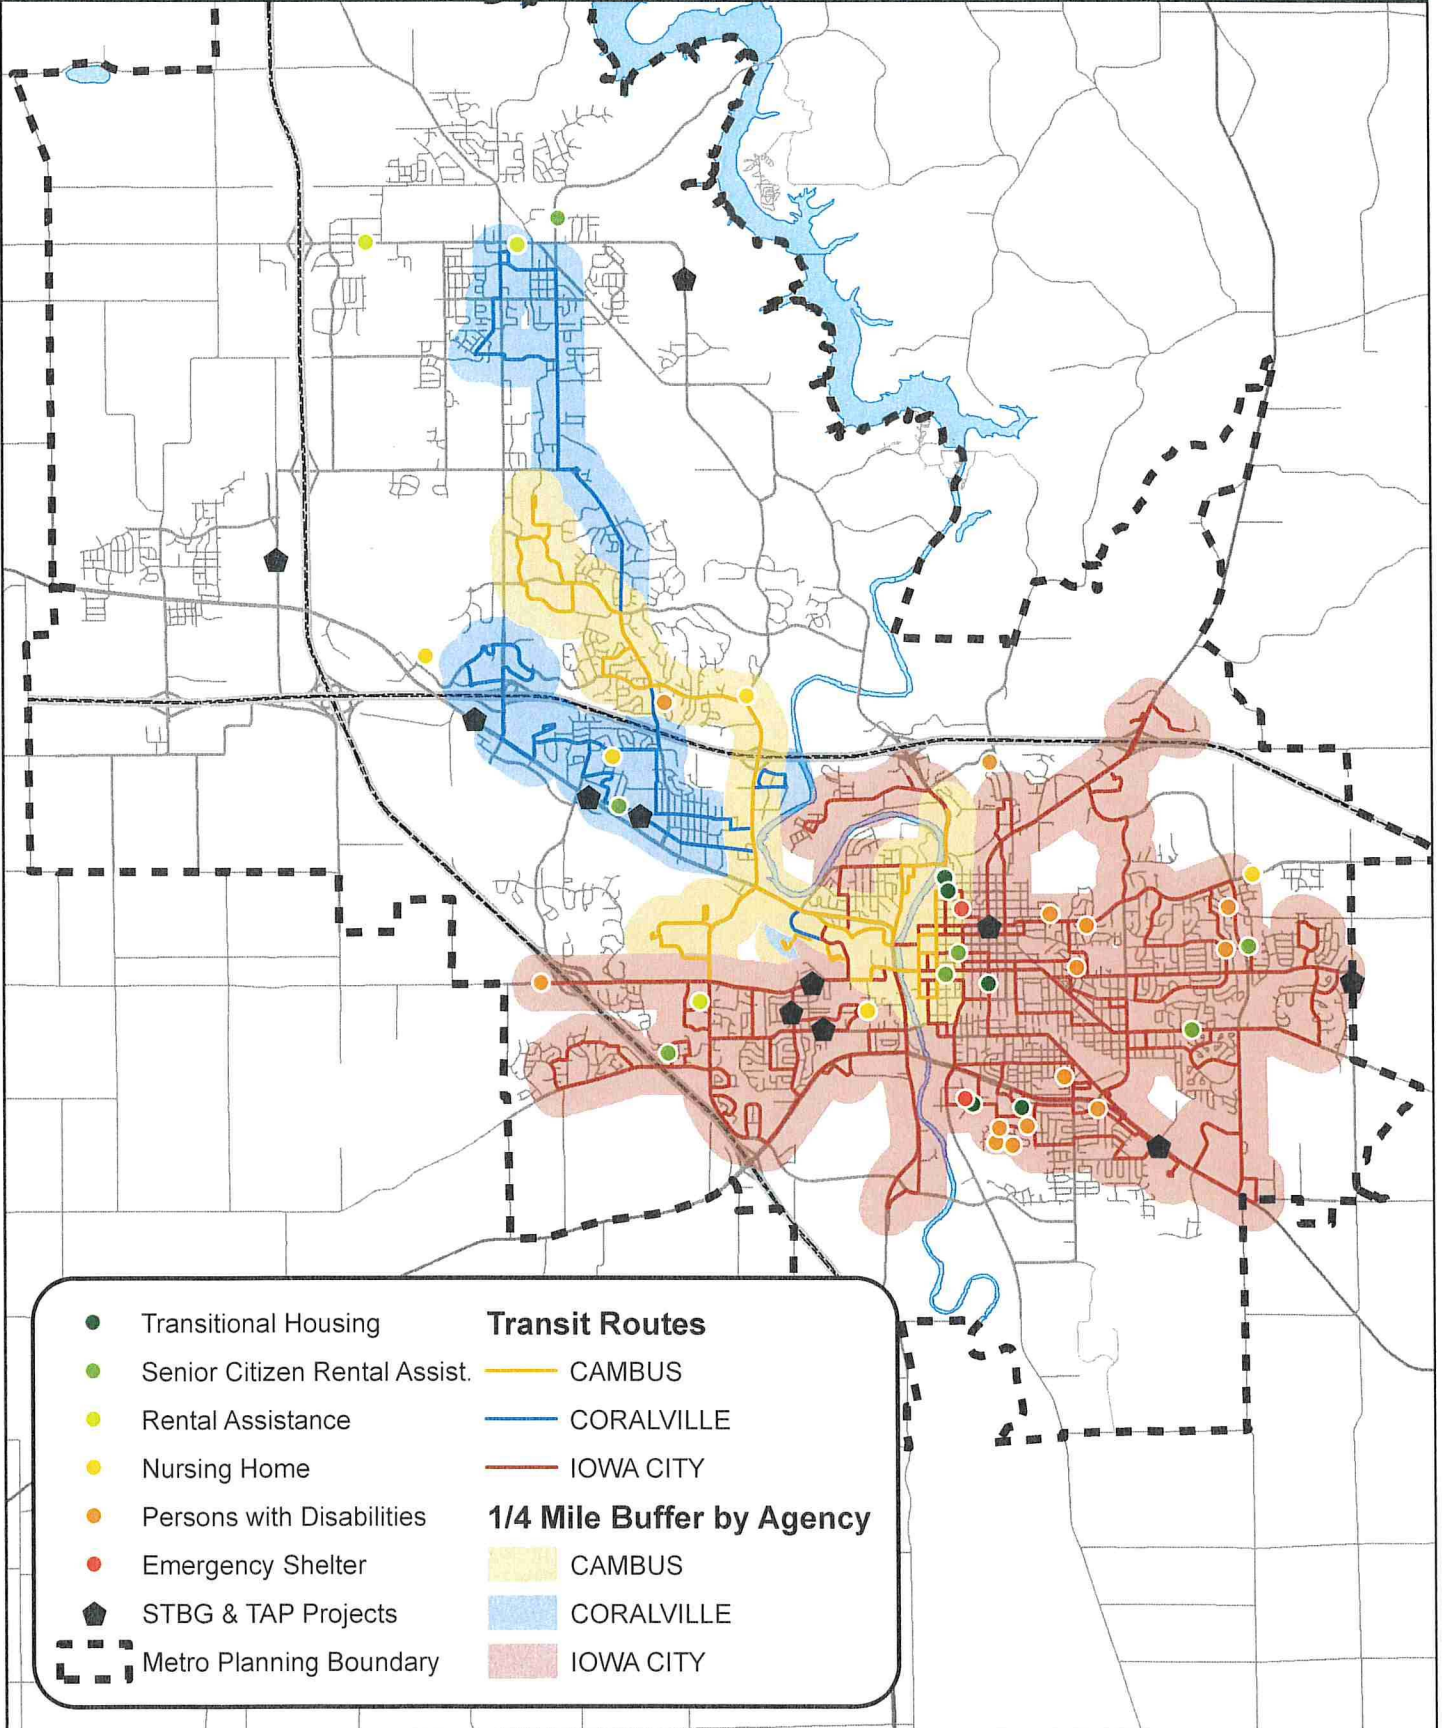 Transitional Housing
Senior Citizen Rental Assist.
Rental Assistance
Nursing Home
Persons with Disabilities
Emergency Shelter
STBG & TAP Projects
Metro Planning Boundary
Transit Routes
CAMBUS
CORALVILLE
IOWA CITY
1/4 Mile Buffer by Agency
CAMBUS
CORALVILLE
IOWA CITY